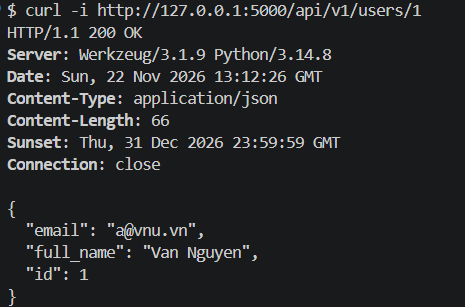 $ curl -i http://127.0.0.1:5000/api/v1/users/1
HTTP/1.1 200 OK
Server: Werkzeug/3.1.9 Python/3.14.8
Date: Sun, 22 Nov 2026 13:12:26 GMT
Content-Type: application/json
Content-Length: 66
Sunset: Thu, 31 Dec 2026 23:59:59 GMT
Connection: close

{
  "email": "a@vnu.vn",
  "full_name": "Van Nguyen",
  "id": 1
}